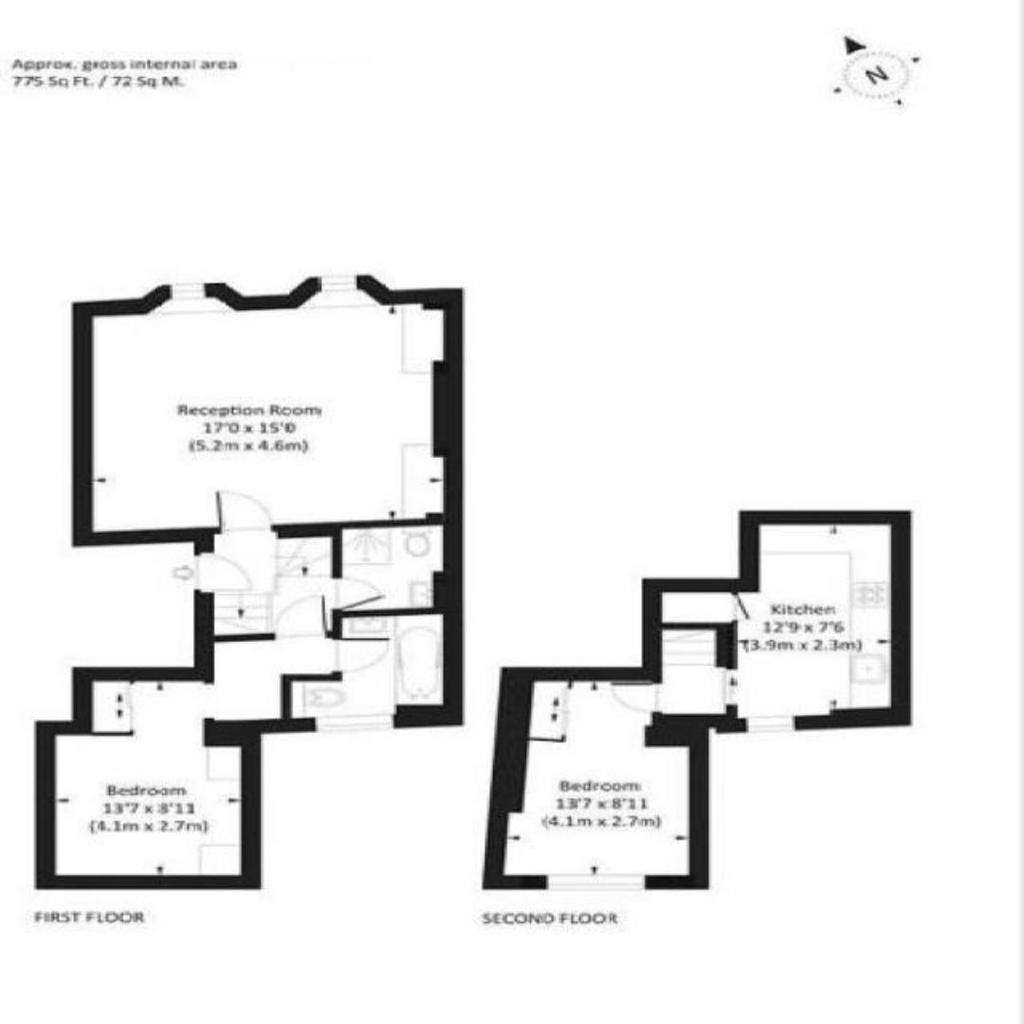 Approx. gross internal area
775 Sq Ft. / 72 Sq M.
N
Reception Room
17'0 x 15'0
(5.2m x 4.6m)
Kitchen
12'9 x 7'6
(3.9m x 2.3m)
Bedroom
13'7 x 8'11
(4.1m x 2.7m)
Bedroom
13'7 x 8'11
(4.1m x 2.7m)
FIRST FLOOR
SECOND FLOOR